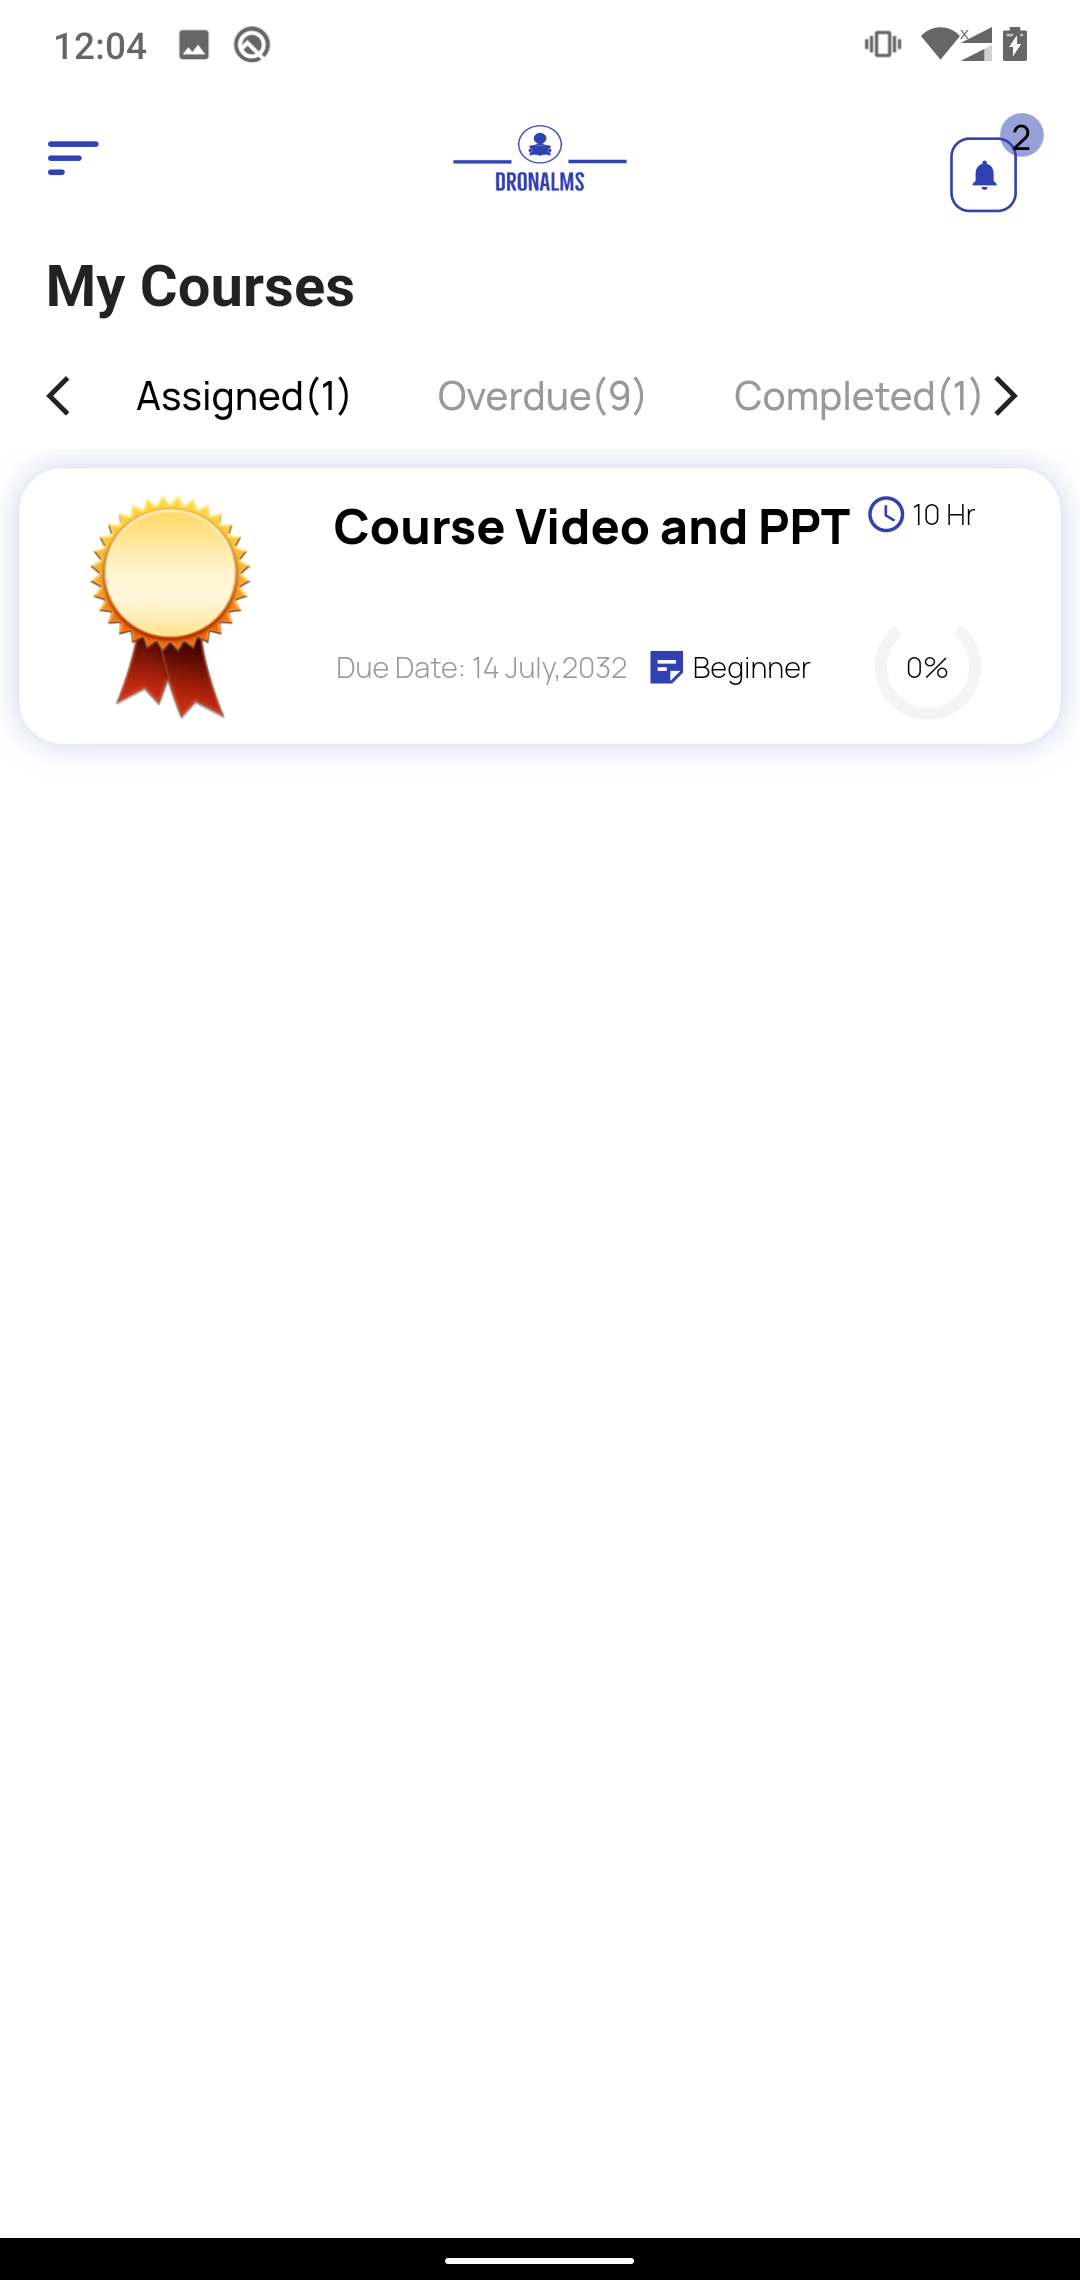 12:04
DRONALMS
2
My Courses
Assigned(1) Overdue(9) Completed(1)
Course Video and PPT 10 Hr
Due Date: 14 July,2032 Beginner 0%